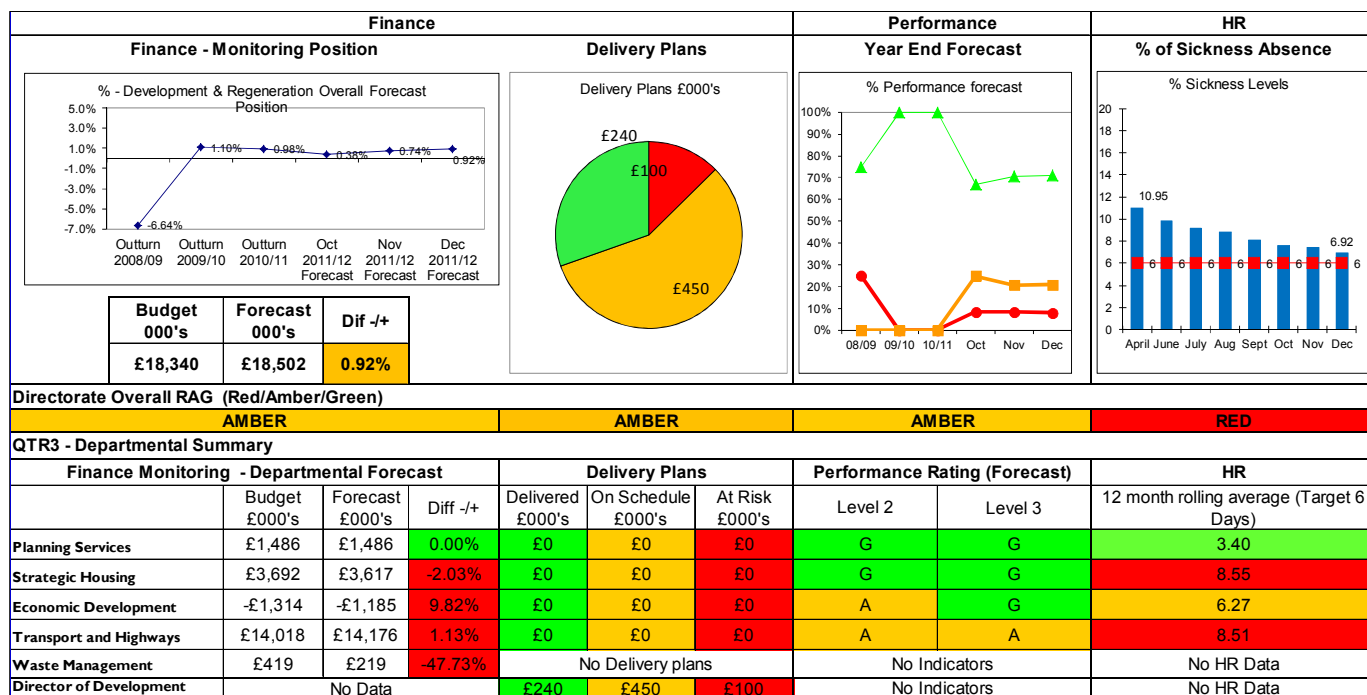 Finance Performance HR
Finance - Monitoring Position Delivery Plans Year End Forecast % of Sickness Absence
% - Development & Regeneration Overall Forecast
Position
5.0%
3.0%
1.0%
-1.0%
-3.0%
-5.0%
-7.0%
-6.64% 1.10% 0.98% 0.38% 0.74% 0.92%
Outturn Outturn Outturn Oct Nov Dec
2008/09 2009/10 2010/11 2011/12 2011/12 2011/12
Forecast Forecast Forecast
Budget Forecast Dif -/+
000's 000's
£18,340 £18,502 0.92%
Delivery Plans £000's
£240
£100
£450
% Performance forecast
100%
90%
80%
70%
60%
50%
40%
30%
20%
10%
0%
08/09 09/10 10/11 Oct Nov Dec
% Sickness Levels
20
18
16
14
12
10
8
6
4
2
0
10.95
6.92
6 6 6 6 6 6 6 6
April June July Aug Sept Oct Nov Dec
Directorate Overall RAG (Red/Amber/Green)
AMBER AMBER AMBER RED
QTR3 - Departmental Summary
Finance Monitoring - Departmental Forecast Delivery Plans Performance Rating (Forecast) HR
Budget Forecast Diff -/+ Delivered On Schedule At Risk Level 2 Level 3 12 month rolling average (Target 6
£000's £000's £000's £000's £000's Days)
Planning Services £1,486 £1,486 0.00% £0 £0 £0 G G 3.40
Strategic Housing £3,692 £3,617 -2.03% £0 £0 £0 G G 8.55
Economic Development -£1,314 -£1,185 9.82% £0 £0 £0 A G 6.27
Transport and Highways £14,018 £14,176 1.13% £0 £0 £0 A A 8.51
Waste Management £419 £219 -47.73% No Delivery plans No Indicators No HR Data
Director of Development No Data £240 £450 £100 No Indicators No HR Data